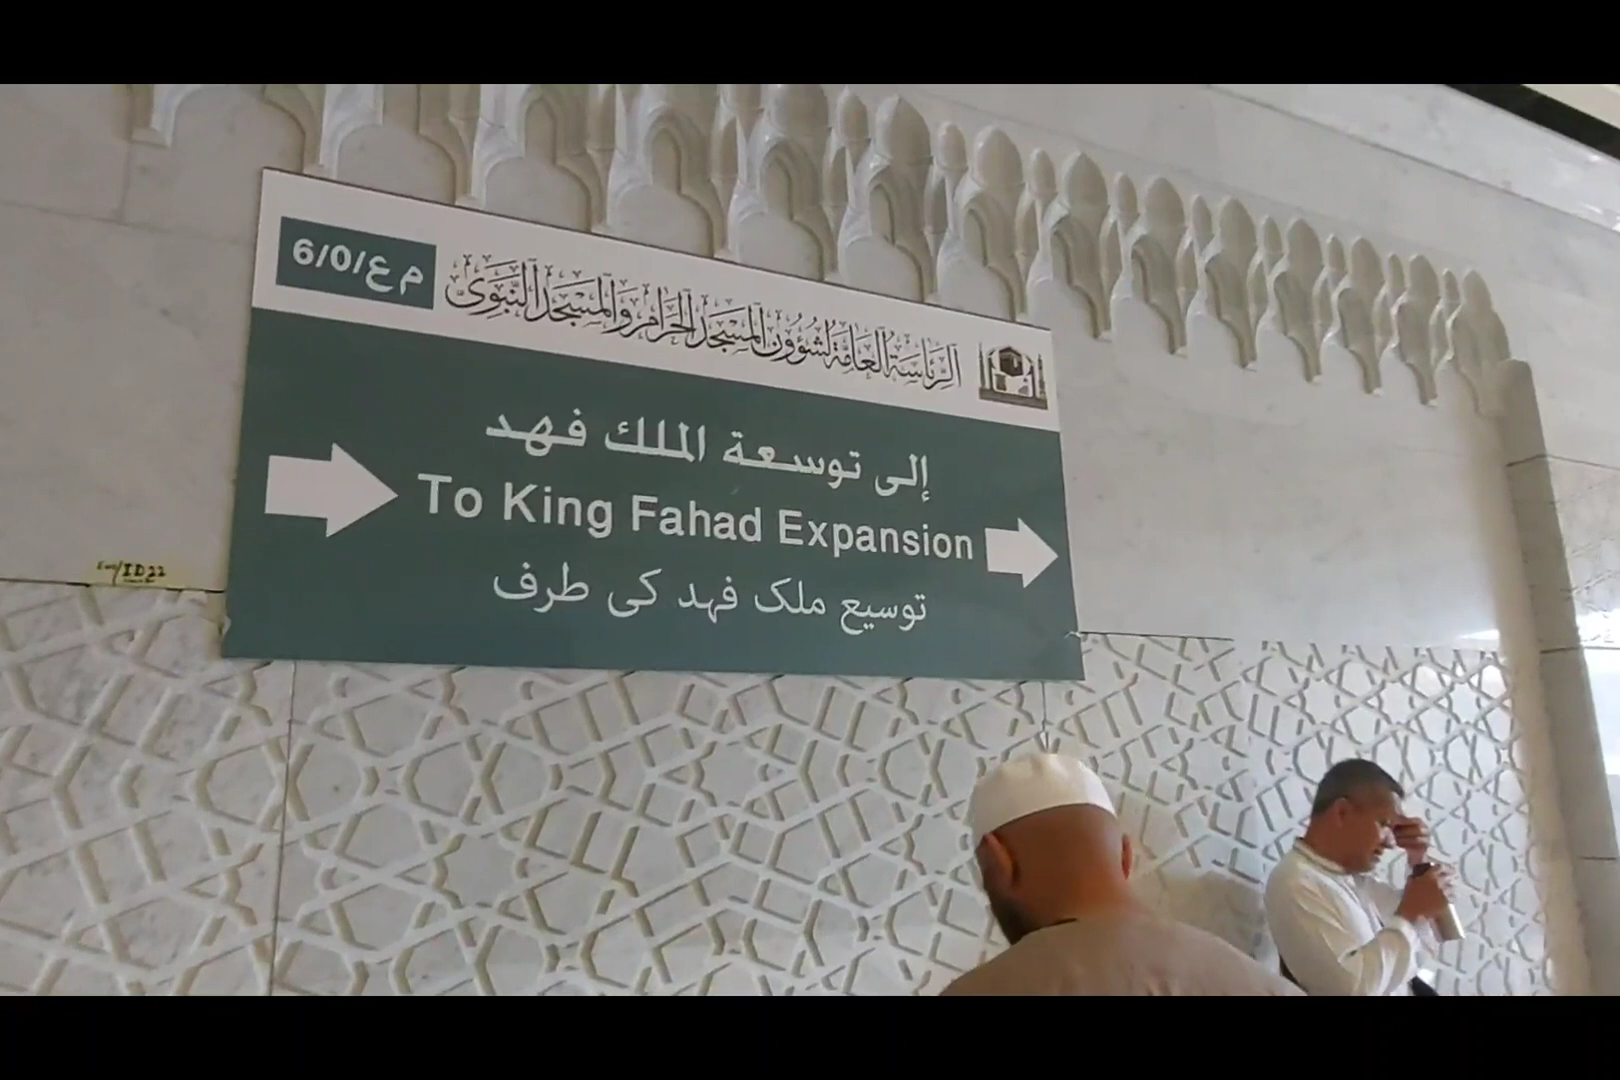 م ع/6/0
الرئاسة العامة لشؤون المسجد الحرام والمسجد النبوي
إلى توسعة الملك فهد
To King Fahad Expansion
توسیع ملک فہد کی طرف
/ID22